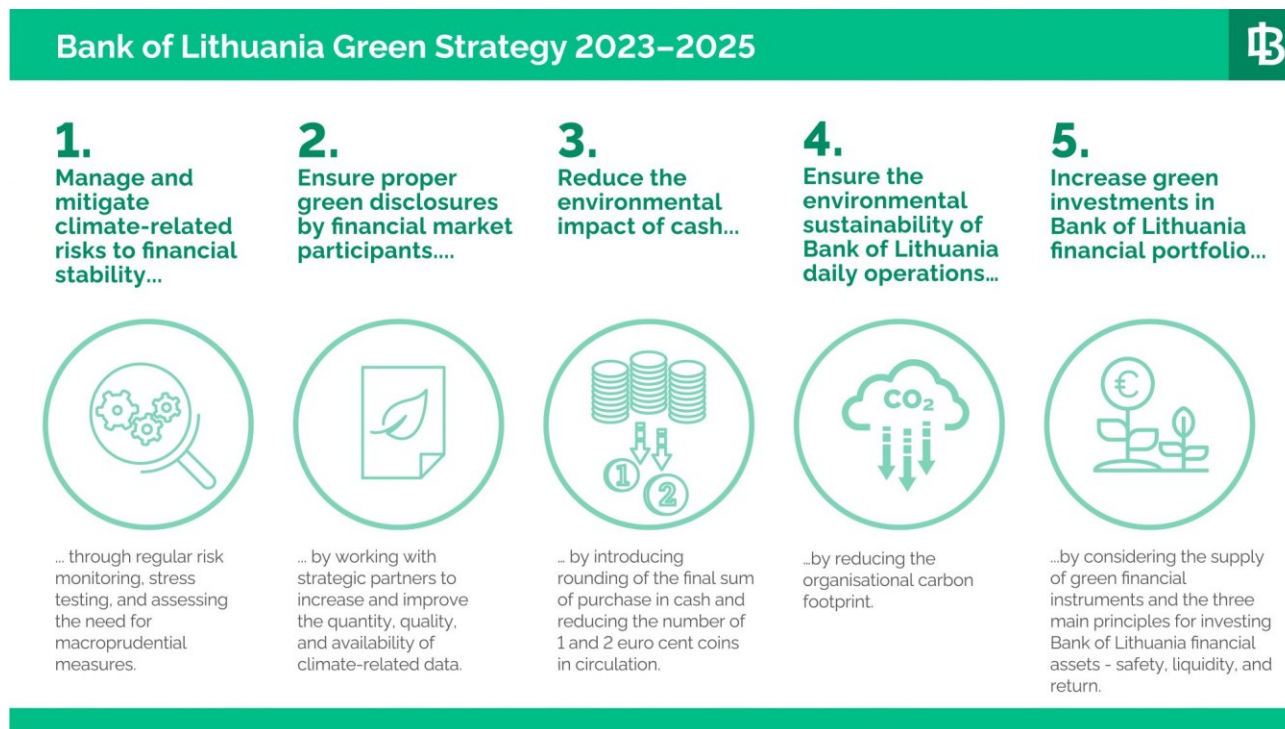 Bank of Lithuania Green Strategy 2023–2025
1.
Manage and
mitigate
climate-related
risks to financial
stability...
... through regular risk
monitoring, stress
testing, and assessing
the need for
macroprudential
measures.
2.
Ensure proper
green disclosures
by financial market
participants....
... by working with
strategic partners to
increase and improve
the quantity, quality,
and availability of
climate-related data.
3.
Reduce the
environmental
impact of cash...
1
2
... by introducing
rounding of the final sum
of purchase in cash and
reducing the number of
1 and 2 euro cent coins
in circulation.
4.
Ensure the
environmental
sustainability of
Bank of Lithuania
daily operations...
CO₂
...by reducing the
organisational carbon
footprint.
5.
Increase green
investments in
Bank of Lithuania
financial portfolio...
€
...by considering the supply
of green financial
instruments and the three
main principles for investing
Bank of Lithuania financial
assets - safety, liquidity, and
return.